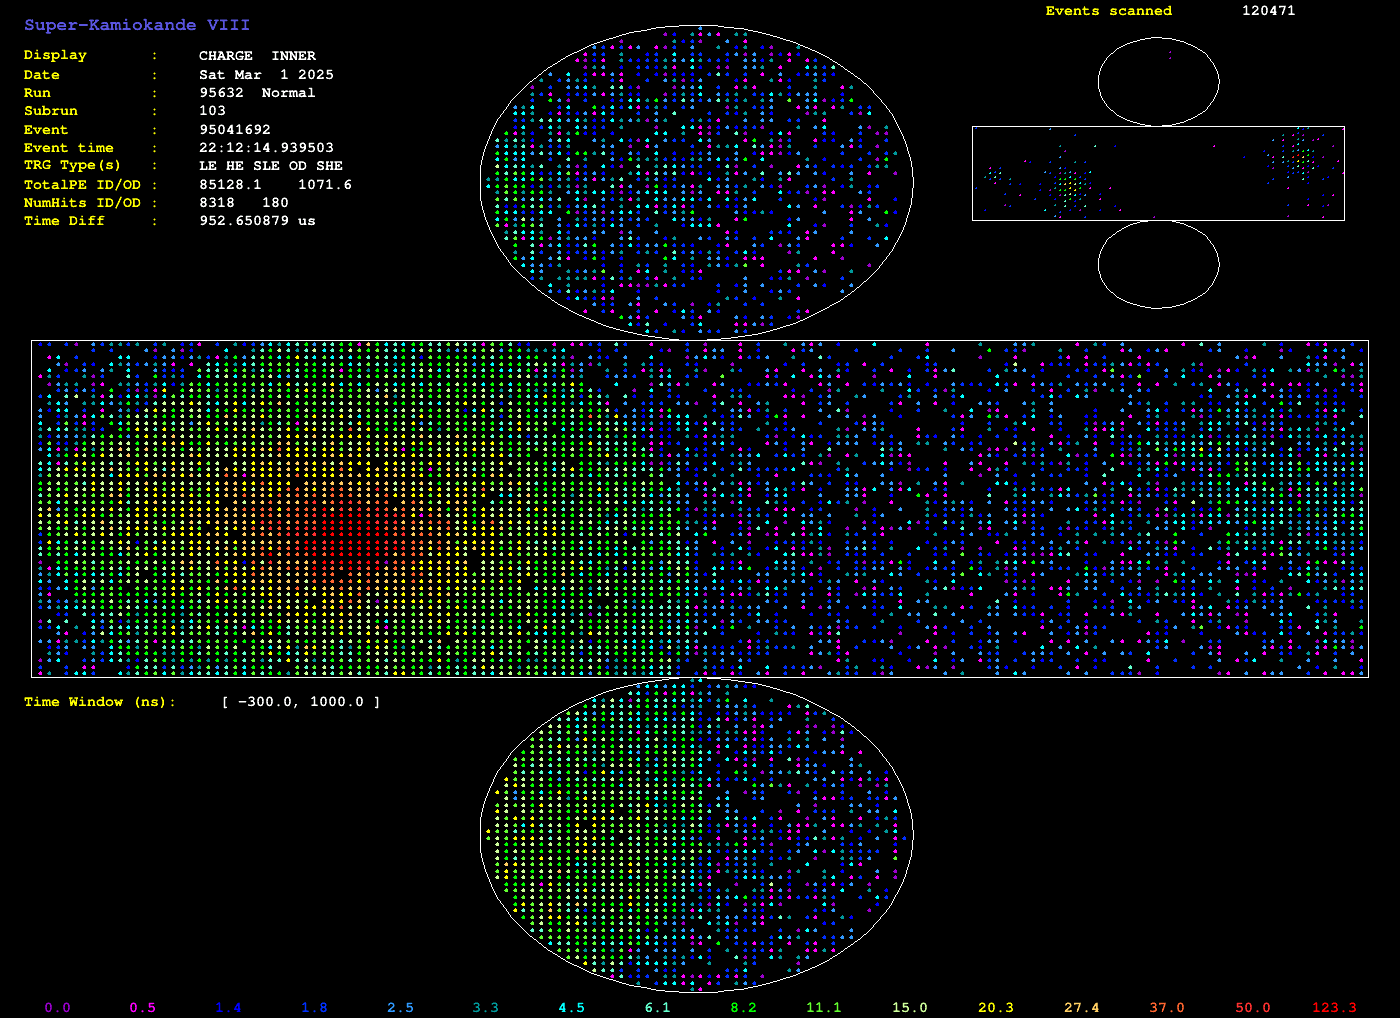 Super-Kamiokande VIII
Events scanned 120471
Display : CHARGE INNER
Date : Sat Mar 1 2025
Run : 95632 Normal
Subrun : 103
Event : 95041692
Event time : 22:12:14.939503
TRG Type(s) : LE HE SLE OD SHE
TotalPE ID/OD : 85128.1 1071.6
NumHits ID/OD : 8318 180
Time Diff : 952.650879 us
Time Window (ns): [ -300.0, 1000.0 ]
0.0 0.5 1.4 1.8 2.5 3.3 4.5 6.1 8.2 11.1 15.0 20.3 27.4 37.0 50.0 123.3